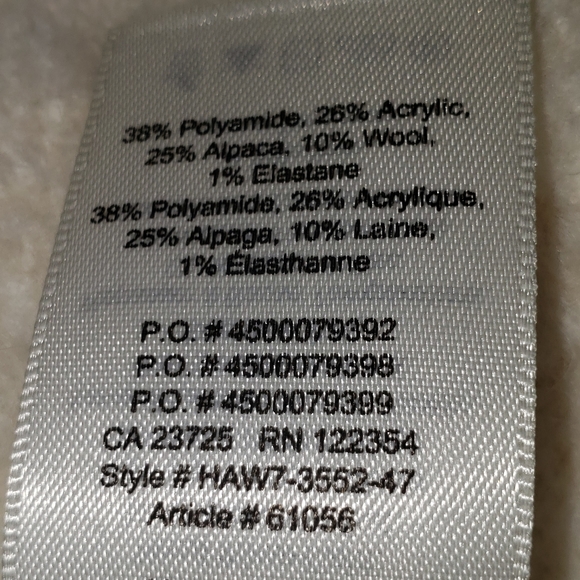 38% Polyamide, 26% Acrylic,
25% Alpaca, 10% Wool,
1% Elastane
38% Polyamide, 26% Acrylique,
25% Alpaga, 10% Laine,
1% Élasthanne
P.O. # 4500079392
P.O. # 4500079398
P.O. # 4500079399
CA 23725 RN 122354
Style # HAW7-3552-47
Article # 61056